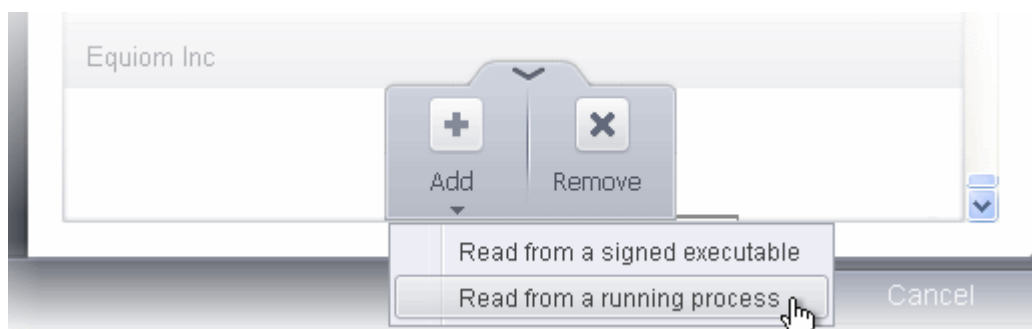 Equiom Inc
Add
Remove
Read from a signed executable
Read from a running process
Cancel